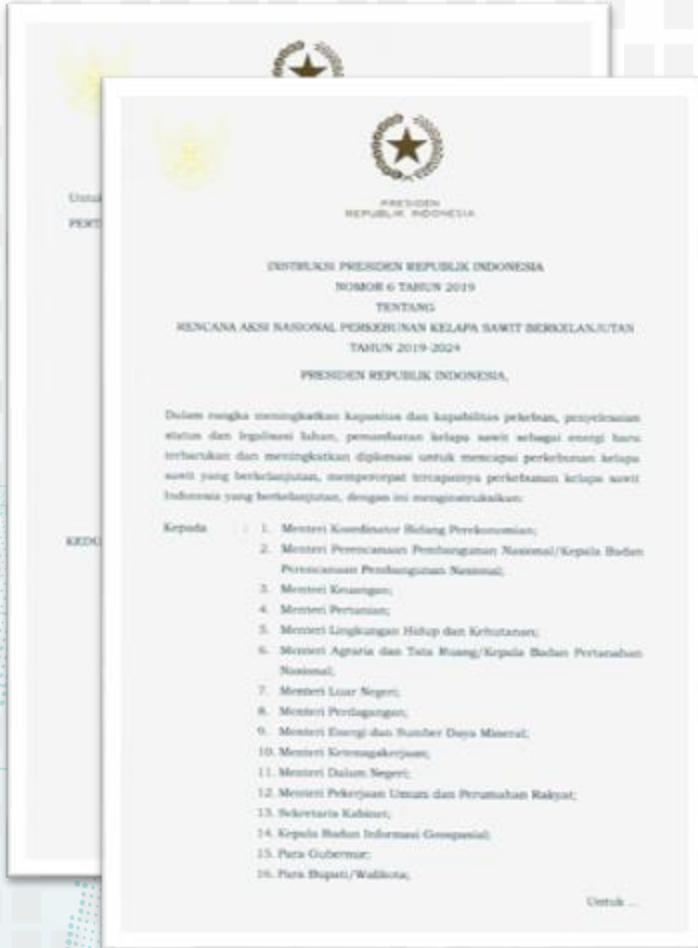 Untuk
PERT
KEDU
PRESIDEN
REPUBLIK INDONESIA
INSTRUKSI PRESIDEN REPUBLIK INDONESIA
NOMOR 6 TAHUN 2019
TENTANG
RENCANA AKSI NASIONAL PERKEBUNAN KELAPA SAWIT BERKELANJUTAN
TAHUN 2019-2024
PRESIDEN REPUBLIK INDONESIA,
Dalam rangka meningkatkan kapasitas dan kapabilitas pekebun, penyelesaian
status dan legalisasi lahan, pemanfaatan kelapa sawit sebagai energi baru
terbarukan dan meningkatkan diplomasi untuk mencapai perkebunan kelapa
sawit yang berkelanjutan, mempercepat tercapainya perkebunan kelapa sawit
Indonesia yang berkelanjutan, dengan ini menginstruksikan:
Kepada : 1. Menteri Koordinator Bidang Perekonomian;
2. Menteri Perencanaan Pembangunan Nasional/Kepala Badan
Perencanaan Pembangunan Nasional;
3. Menteri Keuangan;
4. Menteri Pertanian;
5. Menteri Lingkungan Hidup dan Kehutanan;
6. Menteri Agraria dan Tata Ruang/Kepala Badan Pertanahan
Nasional;
7. Menteri Luar Negeri;
8. Menteri Perdagangan;
9. Menteri Energi dan Sumber Daya Mineral;
10. Menteri Ketenagakerjaan;
11. Menteri Dalam Negeri;
12. Menteri Pekerjaan Umum dan Perumahan Rakyat;
13. Sekretaris Kabinet;
14. Kepala Badan Informasi Geospasial;
15. Para Gubernur;
16. Para Bupati/Walikota;
Untuk ...